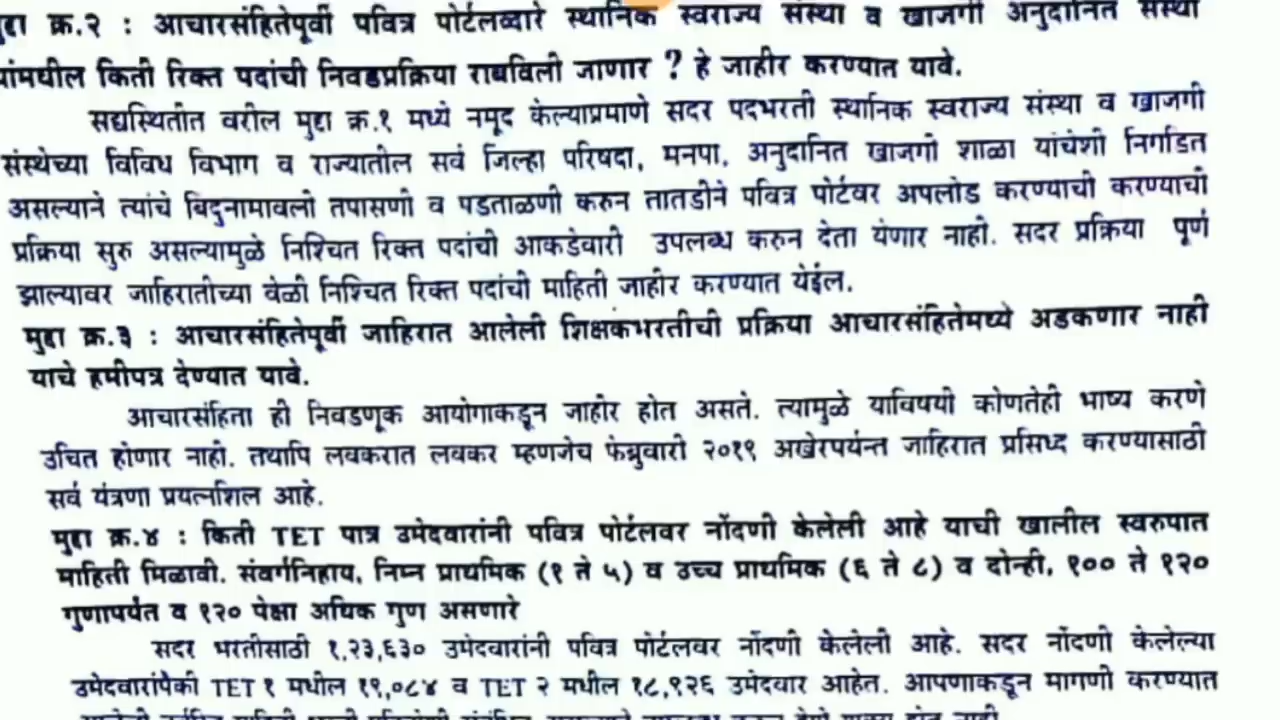 मुद्दा क्र.२ : आचारसंहितेपूर्वी पवित्र पोर्टलव्दारे स्थानिक स्वराज्य संस्था व खाजगी अनुदानित संस्था
यांमधील किती रिक्त पदांची निवडप्रक्रिया राबविली जाणार ? हे जाहीर करण्यात यावे.
सद्यस्थितीत वरील मुद्दा क्र.१ मध्ये नमूद केल्याप्रमाणे सदर पदभरती स्थानिक स्वराज्य संस्था व खाजगी
संस्थेच्या विविध विभाग व राज्यातील सर्व जिल्हा परिषदा, मनपा, अनुदानित खाजगी शाळा यांचेशी निगडित
असल्याने त्यांचे बिंदुनामावली तपासणी व पडताळणी करुन तातडीने पवित्र पोर्टवर अपलोड करण्याची करण्याची
प्रक्रिया सुरु असल्यामुळे निश्चित रिक्त पदांची आकडेवारी उपलब्ध करुन देता येणार नाही. सदर प्रक्रिया पूर्ण
झाल्यावर जाहिरातीच्या वेळी निश्चित रिक्त पदांची माहिती जाहीर करण्यात येईल.
मुद्दा क्र.३ : आचारसंहितेपूर्वी जाहिरात आलेली शिक्षकभरतीची प्रक्रिया आचारसंहितेमध्ये अडकणार नाही
याचे हमीपत्र देण्यात यावे.
आचारसंहिता ही निवडणूक आयोगाकडून जाहीर होत असते. त्यामुळे याविषयी कोणतेही भाष्य करणे
उचित होणार नाही. तथापि लवकरात लवकर म्हणजेच फेब्रुवारी २०१९ अखेरपर्यन्त जाहिरात प्रसिध्द करण्यासाठी
सर्व यंत्रणा प्रयत्नशिल आहे.
मुद्दा क्र.४ : किती TET पात्र उमेदवारांनी पवित्र पोर्टलवर नोंदणी केलेली आहे याची खालील स्वरुपात
माहिती मिळावी. संवर्गनिहाय, निम्न प्राथमिक (१ ते ५) व उच्च प्राथमिक (६ ते ८) व दोन्ही, १०० ते १२०
गुणापर्यंत व १२० पेक्षा अधिक गुण असणारे
सदर भरतीसाठी १,२३,६३० उमेदवारांनी पवित्र पोर्टलवर नोंदणी केलेली आहे. सदर नोंदणी केलेल्या
उमेदवारांपैकी TET १ मधील १९,०८४ व TET २ मधील १८,९२६ उमेदवार आहेत. आपणाकडून मागणी करण्यात